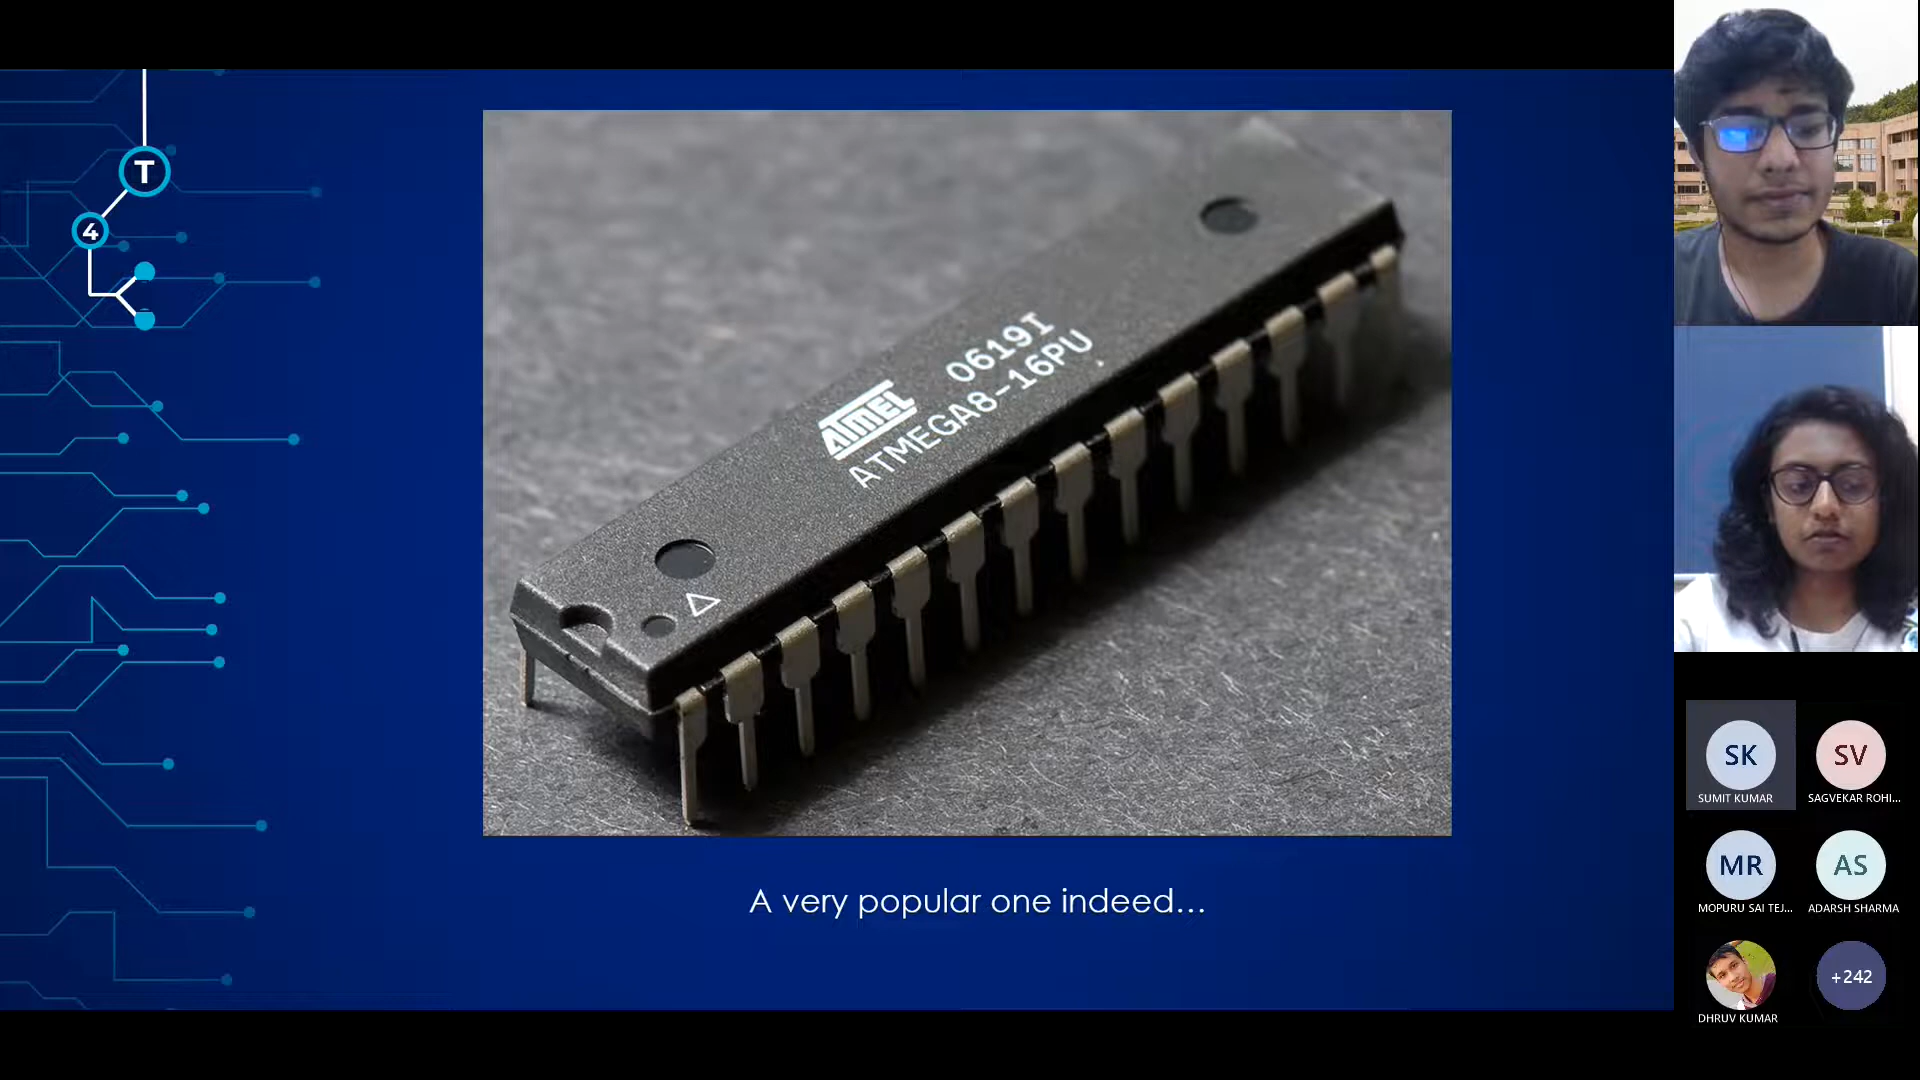 T
4
0619I
ATMEL
ATMEGA8-16PU
A very popular one indeed...
SK
SUMIT KUMAR
SV
SAGVEKAR ROHI...
MR
MOPURU SAI TEJ...
AS
ADARSH SHARMA
DHRUV KUMAR
+242